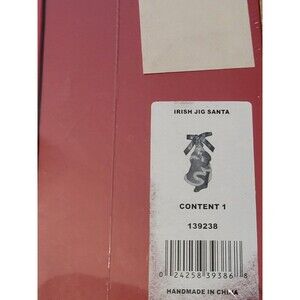 IRISH JIG SANTA
CONTENT 1
139238
0 24258 39386 8
HANDMADE IN CHINA